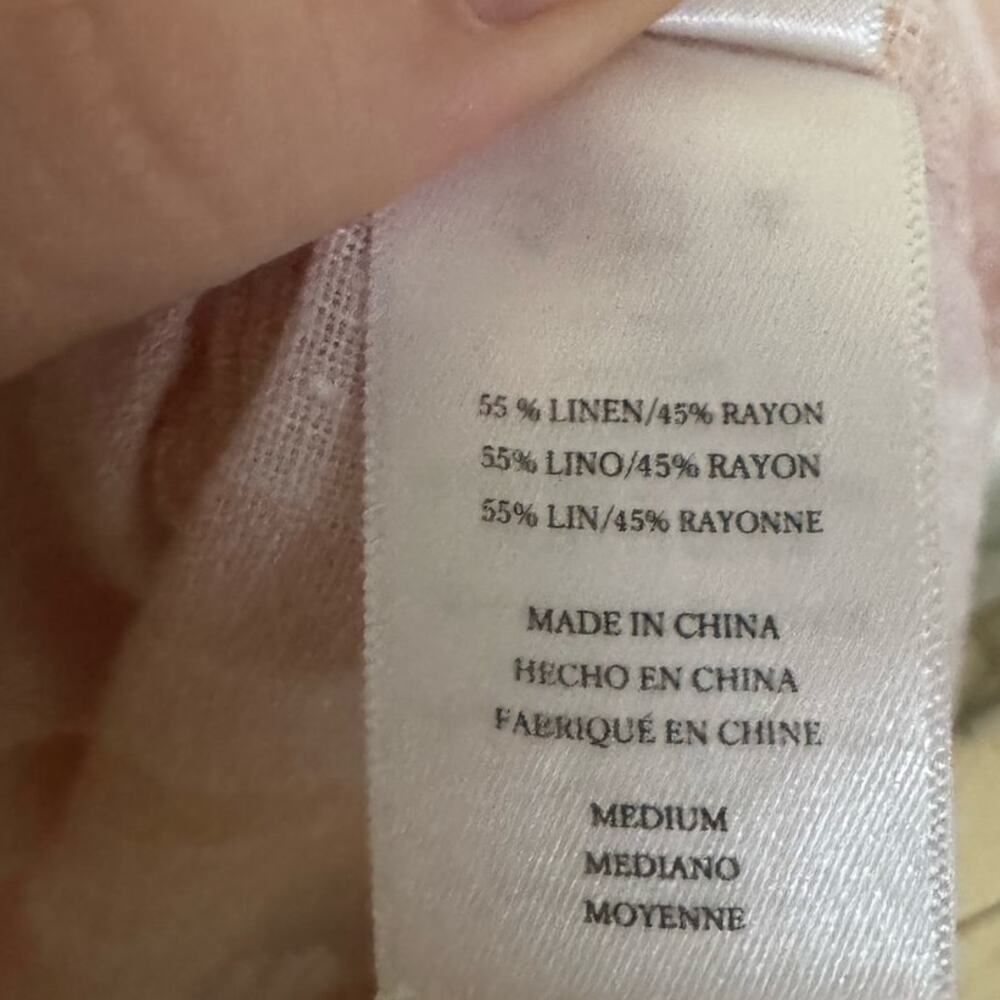 55 % LINEN/45% RAYON
55% LINO/45% RAYON
55% LIN/45% RAYONNE
MADE IN CHINA
HECHO EN CHINA
FABRIQUÉ EN CHINE
MEDIUM
MEDIANO
MOYENNE